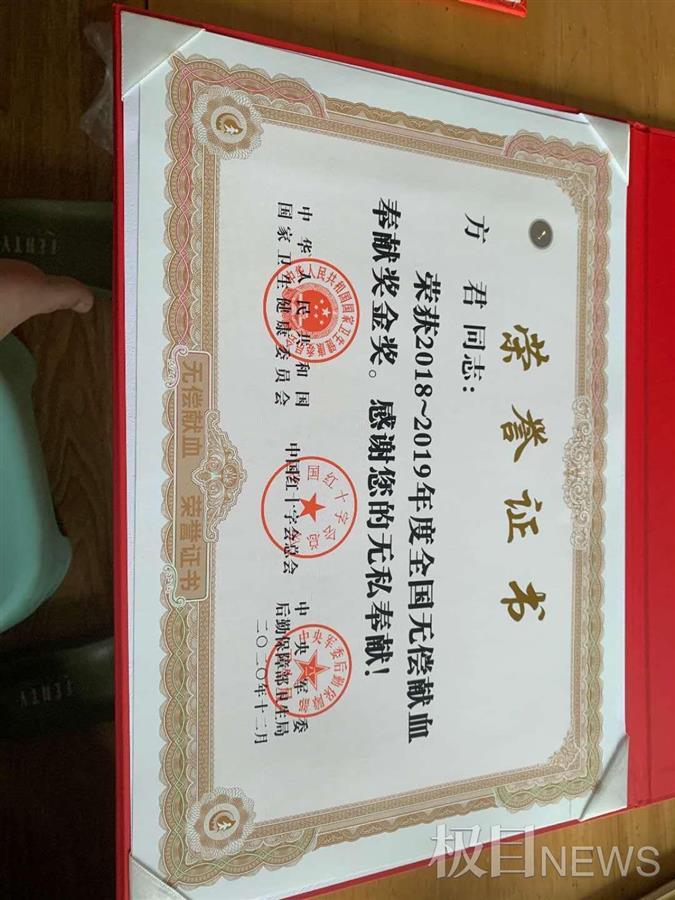 荣誉证书
方君同志：
荣获2018~2019年度全国无偿献血
奉献奖金奖。感谢您的无私奉献！
中华人民共和国
国家卫生健康委员会
中国红十字会总会
中央军委
后勤保障部卫生局
二〇二〇年十二月
无偿献血 荣誉证书
FENTY
FENTY
极目NEWS